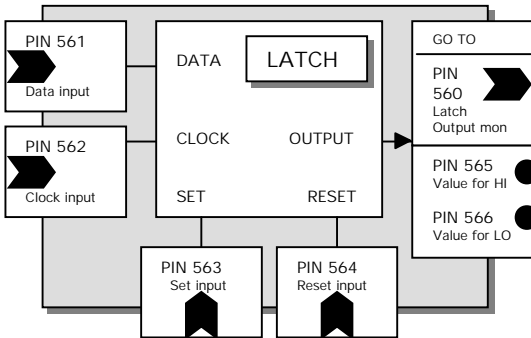 PIN 561
Data input
PIN 562
Clock input
DATA
LATCH
CLOCK
OUTPUT
SET
RESET
PIN 563
Set input
PIN 564
Reset input
GO TO
PIN
560
Latch
Output mon
PIN 565
Value for HI
PIN 566
Value for LO